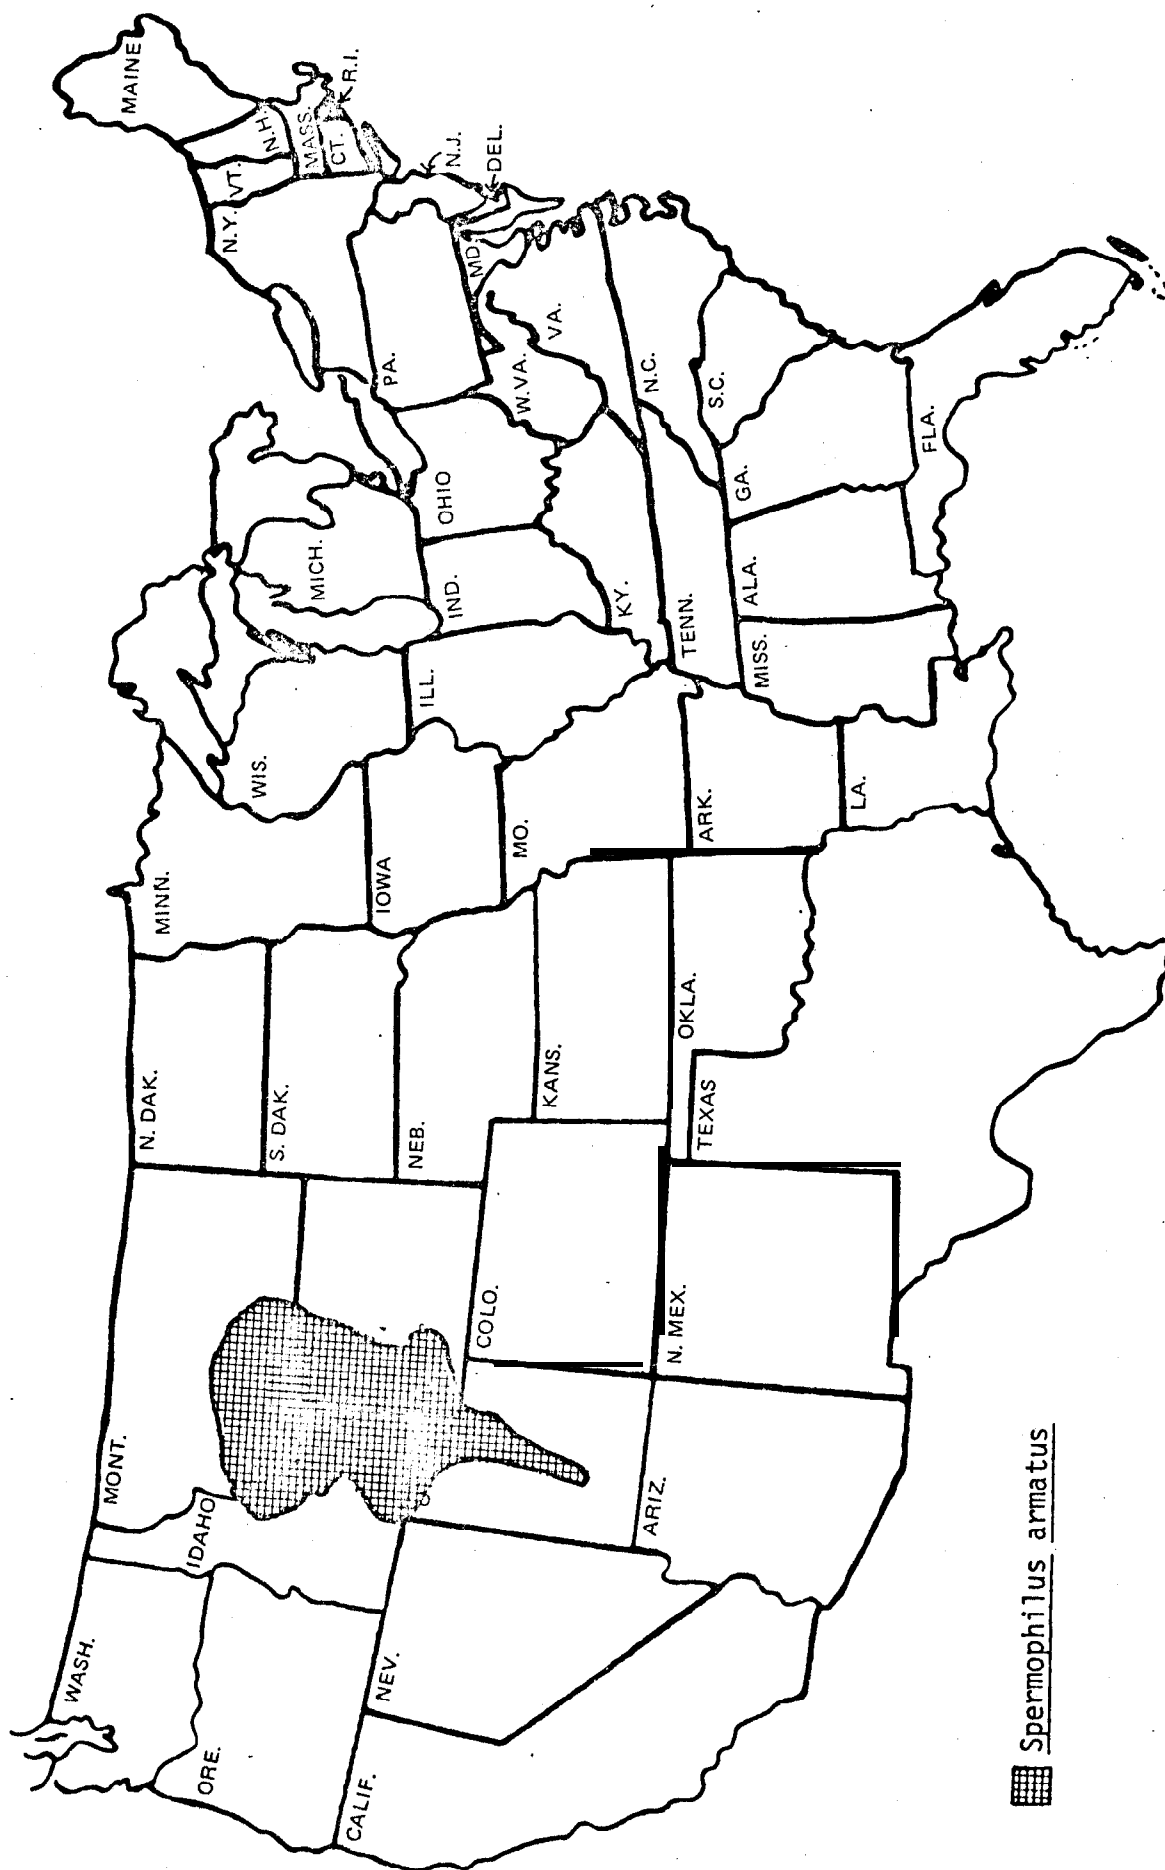 WASH.
ORE.
CALIF.
NEV.
IDAHO
MONT.
ARIZ.
COLO.
N. MEX.
N. DAK.
S. DAK.
NEB.
KANS.
OKLA.
TEXAS
MINN.
IOWA
MO.
ARK.
LA.
WIS.
ILL.
MICH.
IND.
OHIO
KY.
TENN.
MISS.
ALA.
GA.
FLA.
S.C.
N.C.
VA.
W.VA.
PA.
MD.
DEL.
N.J.
N.Y.
VT.
N.H.
MASS.
CT.
R.I.
MAINE
Spermophilus armatus